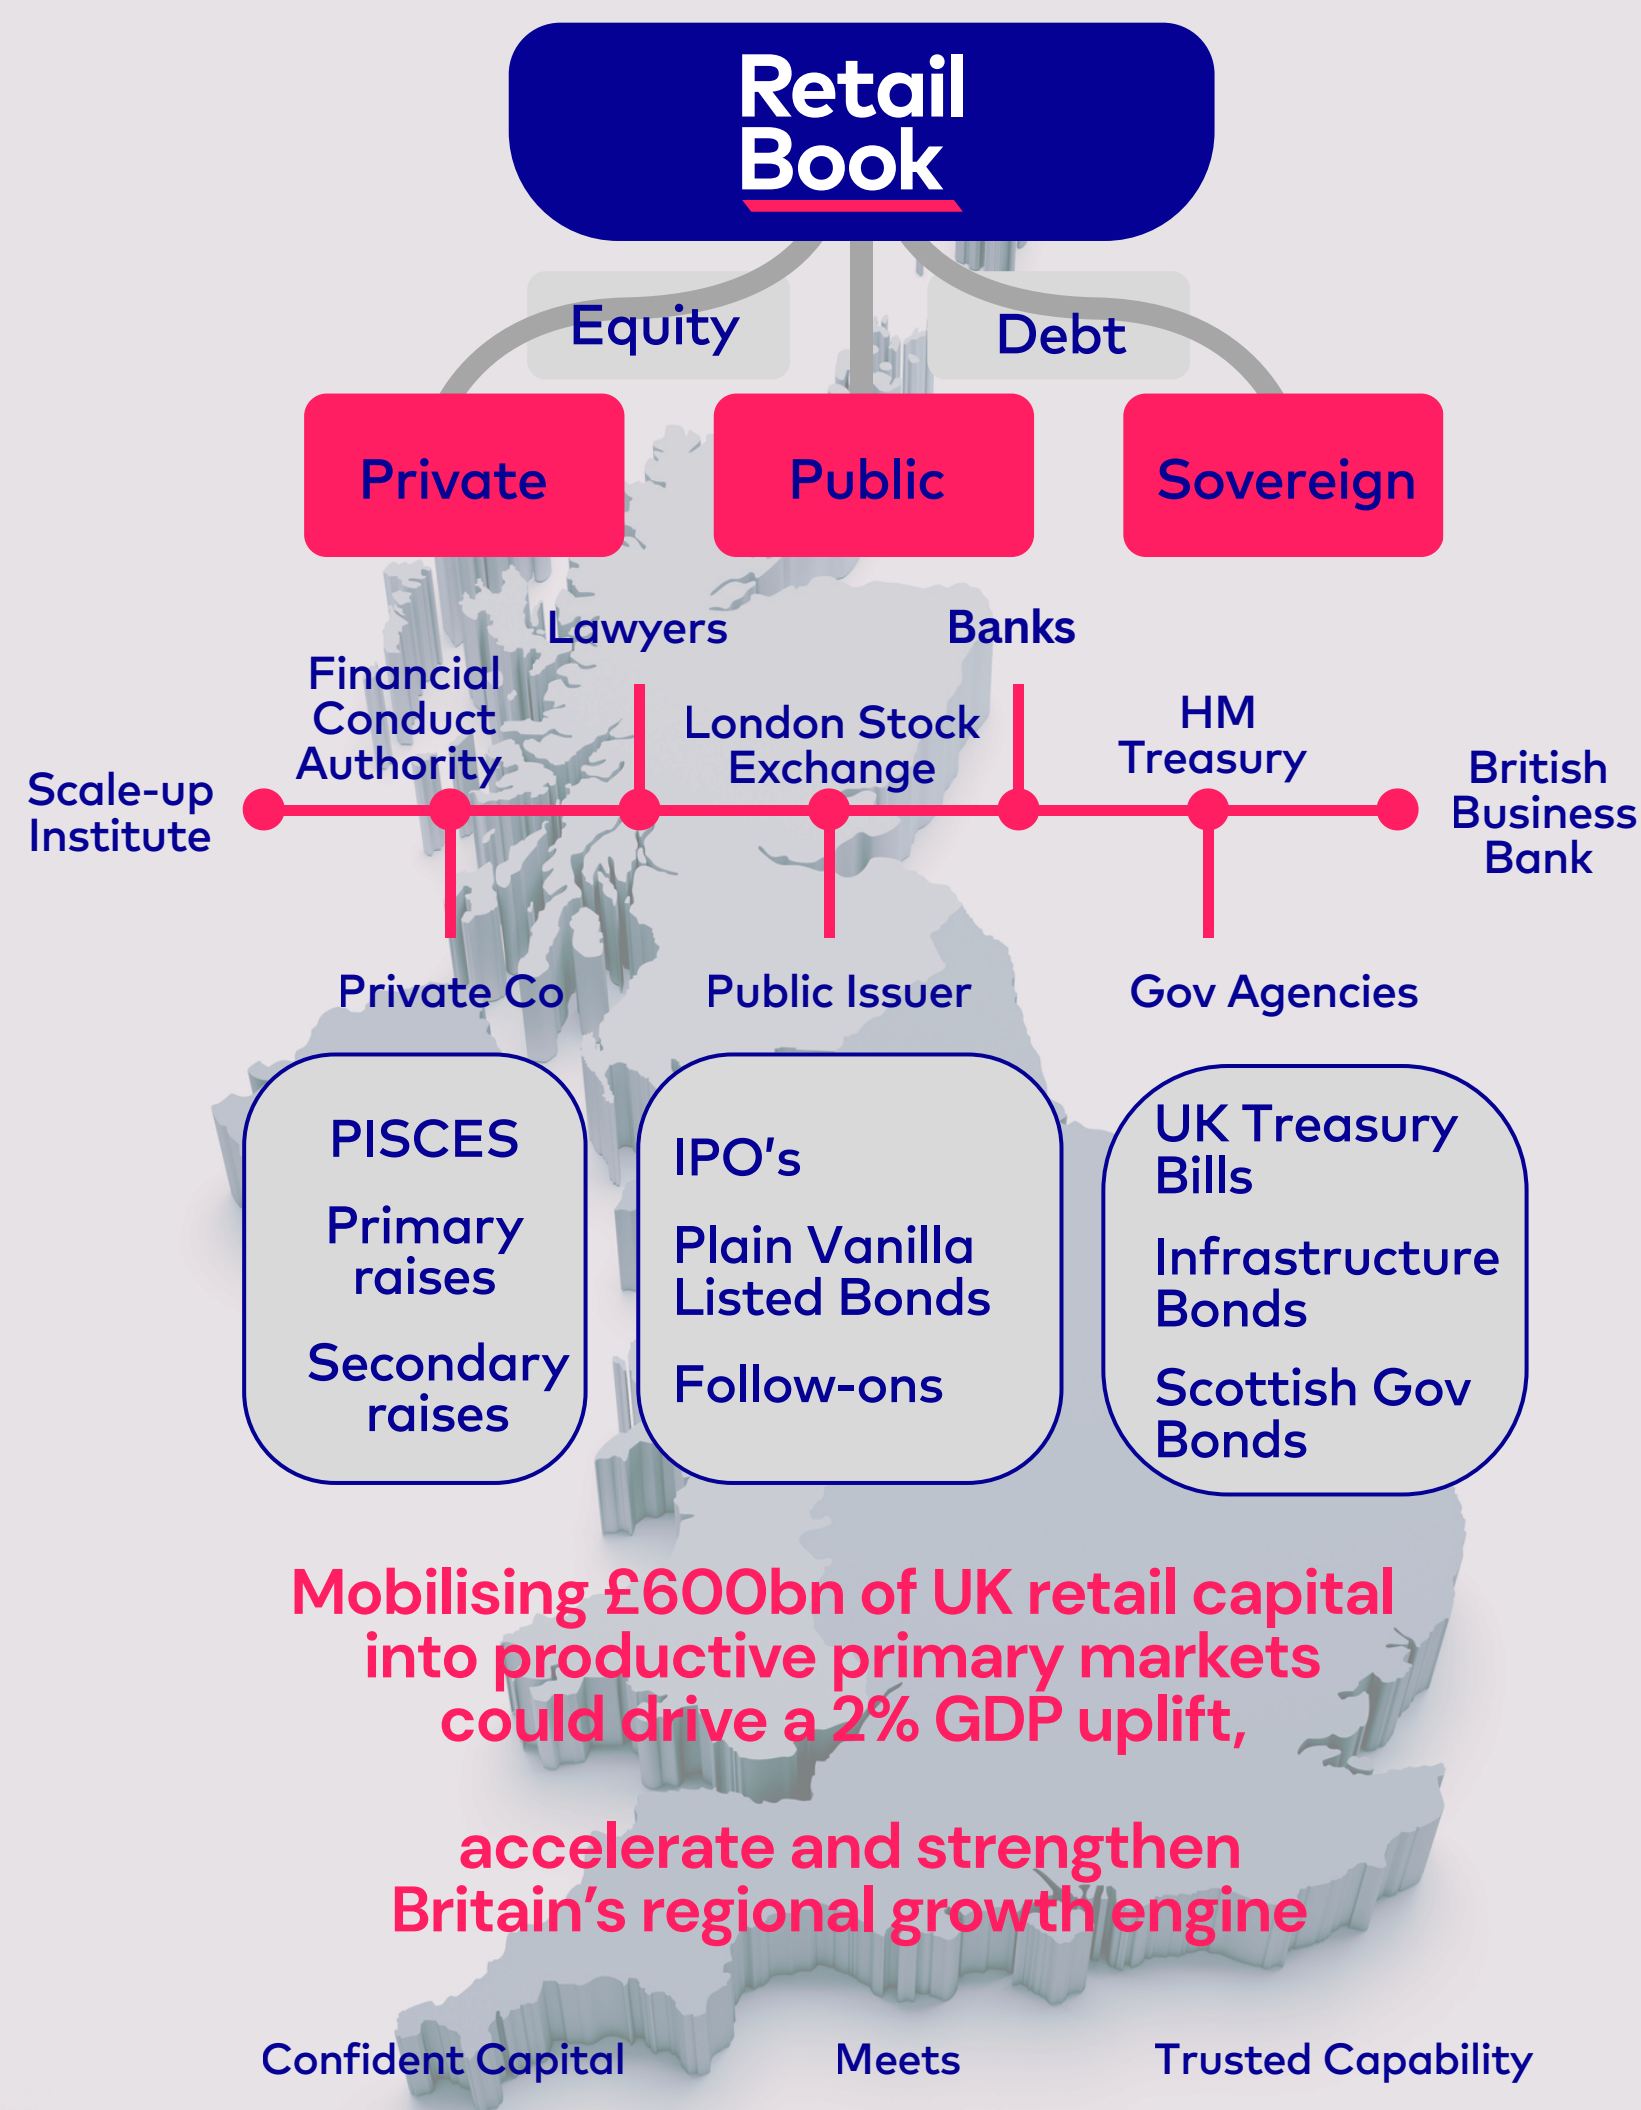 Retail
Book
Equity
Debt
Private
Public
Sovereign
Lawyers
Banks
Financial
Conduct
Authority
London Stock
Exchange
HM
Treasury
Scale-up
Institute
British
Business
Bank
Private Co
Public Issuer
Gov Agencies
PISCES
Primary
raises
Secondary
raises
IPO's
Plain Vanilla
Listed Bonds
Follow-ons
UK Treasury
Bills
Infrastructure
Bonds
Scottish Gov
Bonds
Mobilising £600bn of UK retail capital
into productive primary markets
could drive a 2% GDP uplift,
accelerate and strengthen
Britain's regional growth engine
Confident Capital
Meets
Trusted Capability